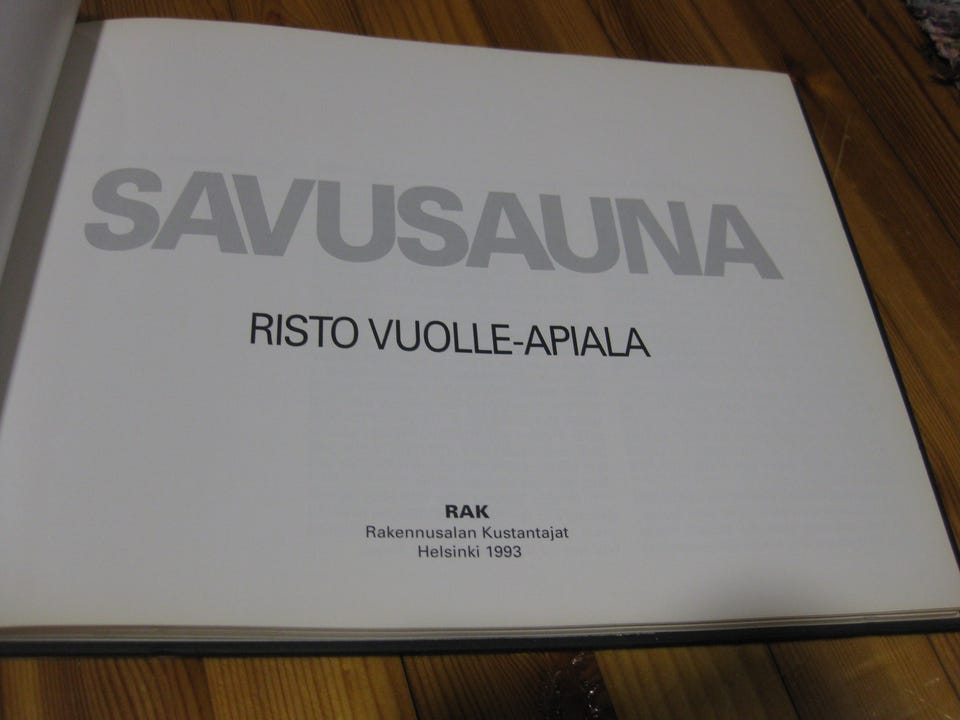 SAVUSAUNA
RISTO VUOLLE-APIALA
RAK
Rakennusalan Kustantajat
Helsinki 1993